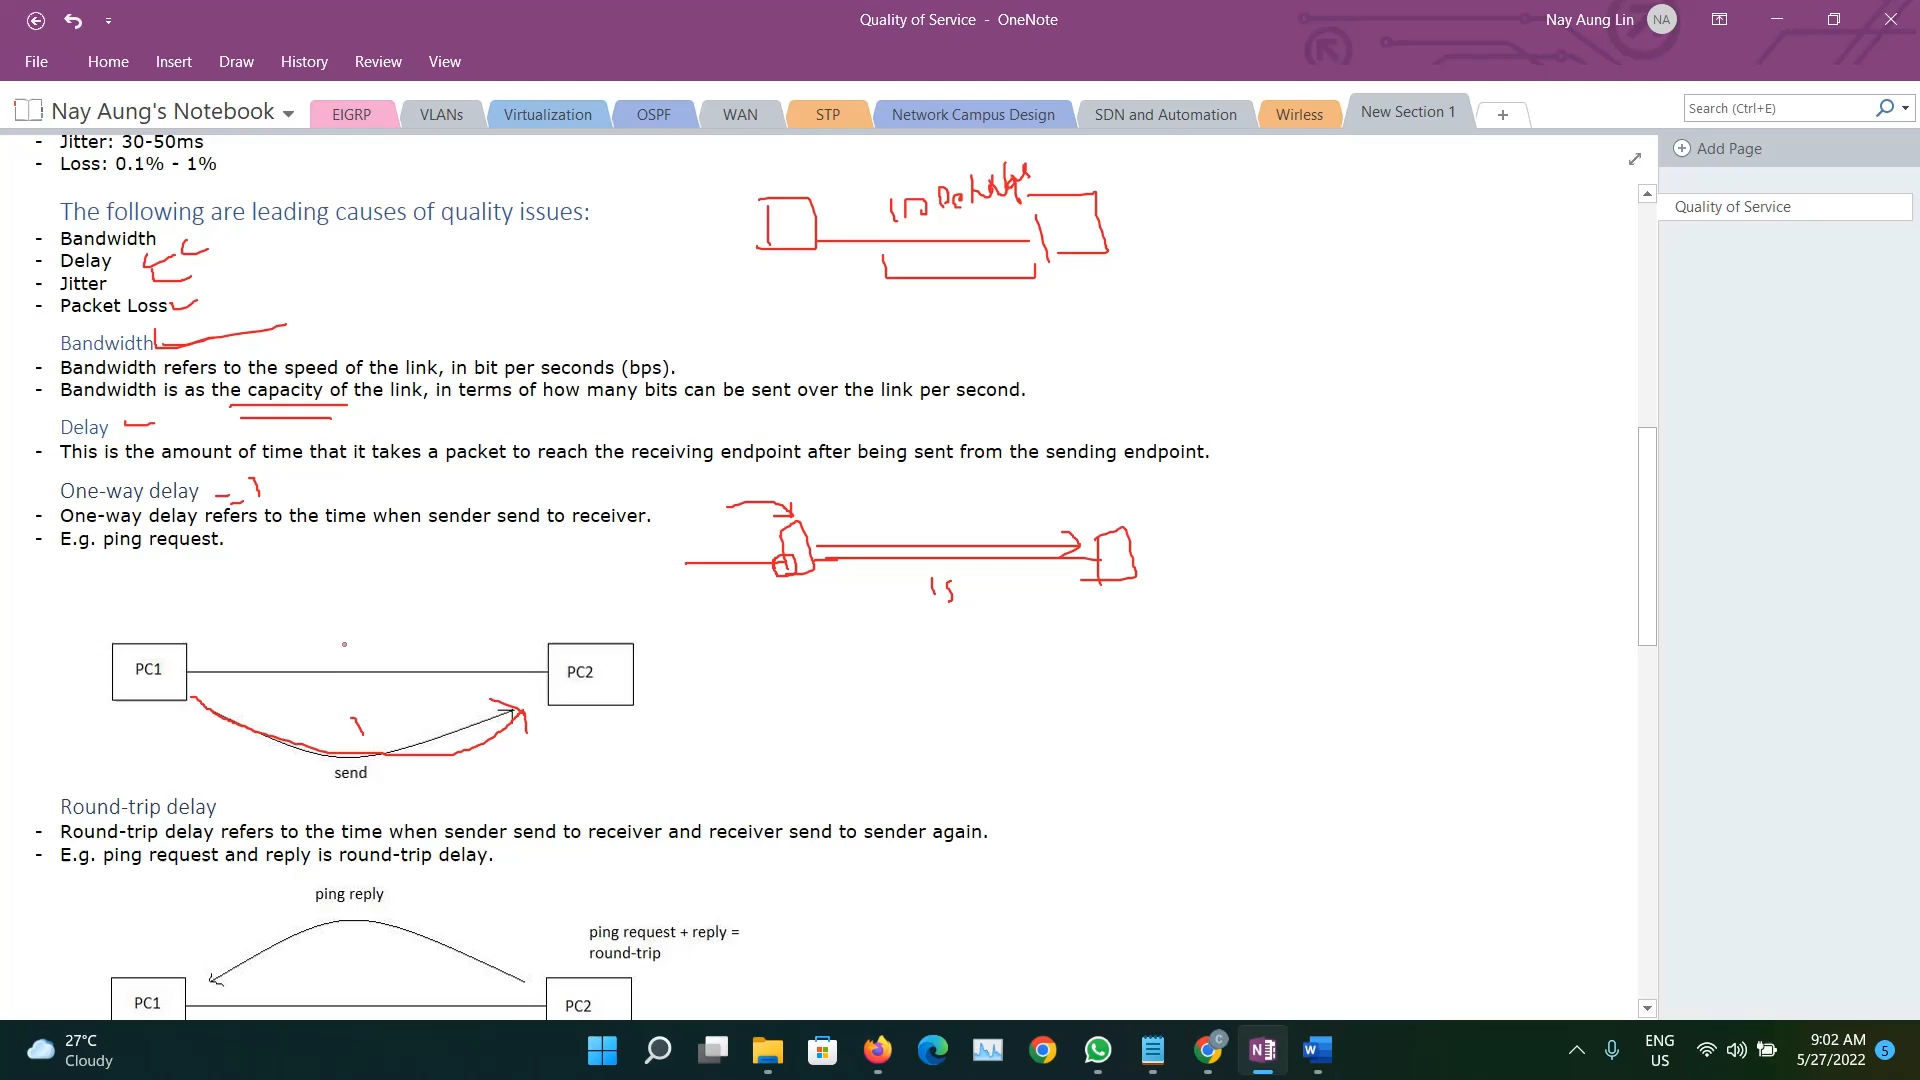 Quality of Service - OneNote
Nay Aung Lin NA
File Home Insert Draw History Review View
Nay Aung's Notebook EIGRP VLANs Virtualization OSPF WAN STP Network Campus Design SDN and Automation Wirless New Section 1 +
Search (Ctrl+E)
Add Page
Quality of Service
- Jitter: 30-50ms
- Loss: 0.1% - 1%
The following are leading causes of quality issues:
- Bandwidth
- Delay
- Jitter
- Packet Loss
Bandwidth
- Bandwidth refers to the speed of the link, in bit per seconds (bps).
- Bandwidth is as the capacity of the link, in terms of how many bits can be sent over the link per second.
Delay
- This is the amount of time that it takes a packet to reach the receiving endpoint after being sent from the sending endpoint.
One-way delay
- One-way delay refers to the time when sender send to receiver.
- E.g. ping request.
1s
PC1
PC2
send
Round-trip delay
- Round-trip delay refers to the time when sender send to receiver and receiver send to sender again.
- E.g. ping request and reply is round-trip delay.
ping reply
ping request + reply =
round-trip
PC1
PC2
27°C
Cloudy
ENG
US
9:02 AM
5/27/2022
5